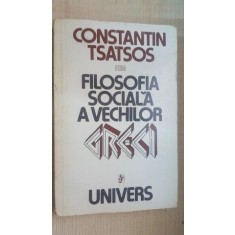 CONSTANTIN
TSATSOS
FILOSOFIA
SOCIALĂ
A VECHILOR
GRECI
UNIVERS